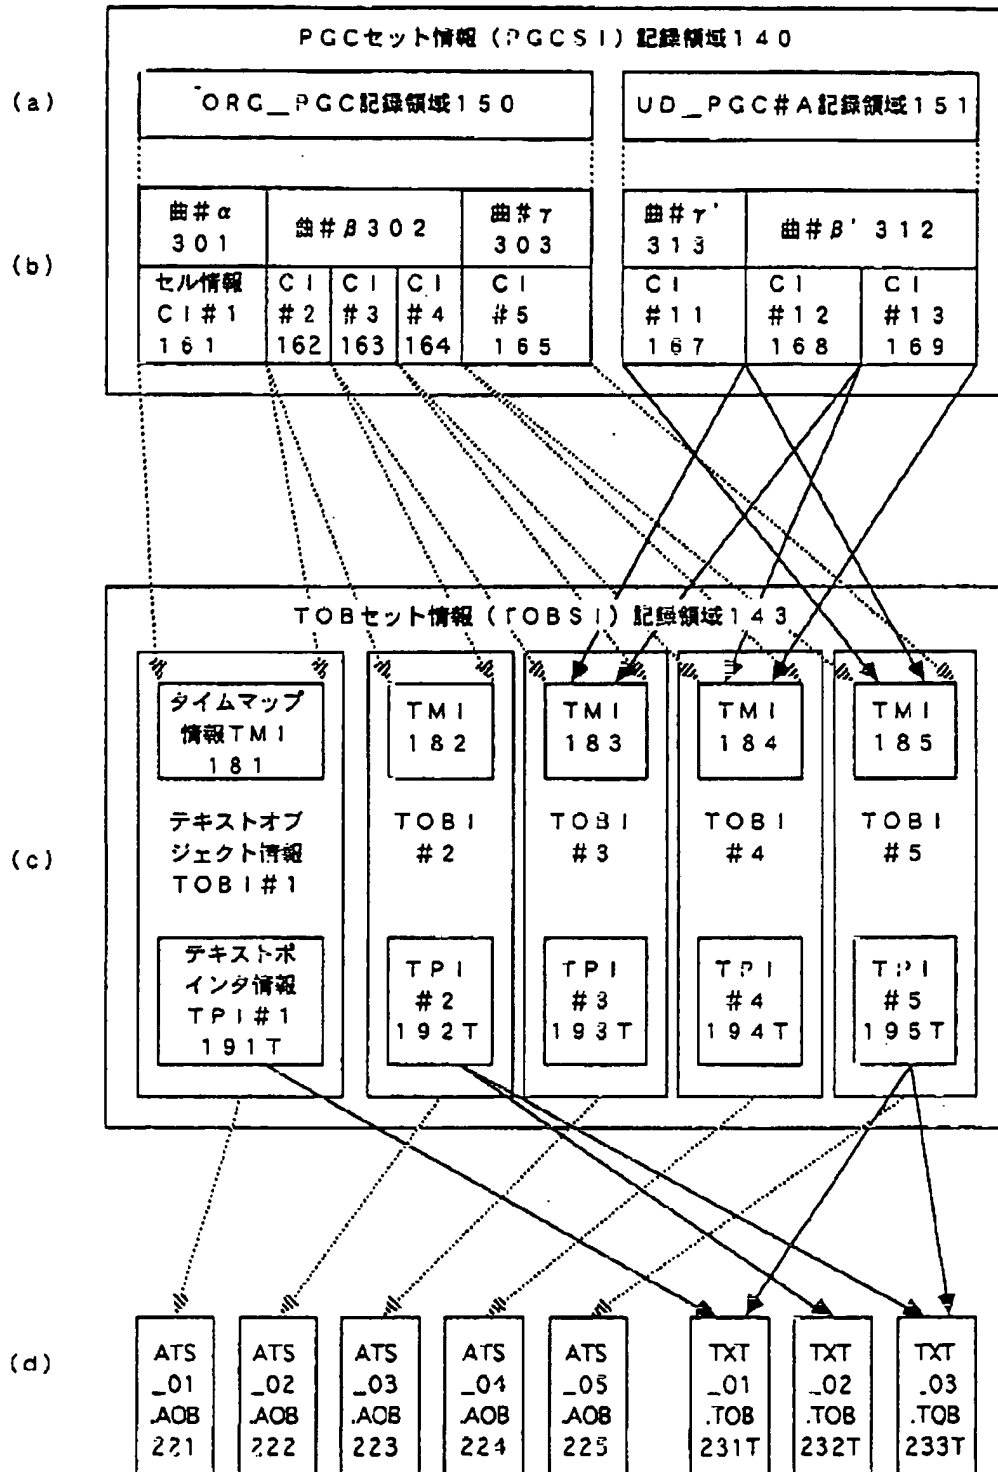 PGCセット情報（PGCSI）記録領域140
(a)
ORG_PGC記録領域150
UD_PGC#A記録領域151
(b)
曲#α
301
曲#β302
曲#γ
303
曲#γ'
313
曲#β'312
セル情報
CI#1
161
CI
#2
162
CI
#3
163
CI
#4
164
CI
#5
165
CI
#11
167
CI
#12
168
CI
#13
169
TOBセット情報（TOBSI）記録領域143
(c)
タイムマップ
情報TMI
181
TMI
182
TMI
183
TMI
184
TMI
185
テキストオブ
ジェクト情報
TOBI#1
TOBI
#2
TOBI
#3
TOBI
#4
TOBI
#5
テキストポ
インタ情報
TPI#1
191T
TPI
#2
192T
TPI
#3
193T
TPI
#4
194T
TPI
#5
195T
(d)
ATS
_01
.AOB
221
ATS
_02
.AOB
222
ATS
_03
.AOB
223
ATS
_04
.AOB
224
ATS
_05
.AOB
225
TXT
_01
.TOB
231T
TXT
_02
.TOB
232T
TXT
_03
.TOB
233T